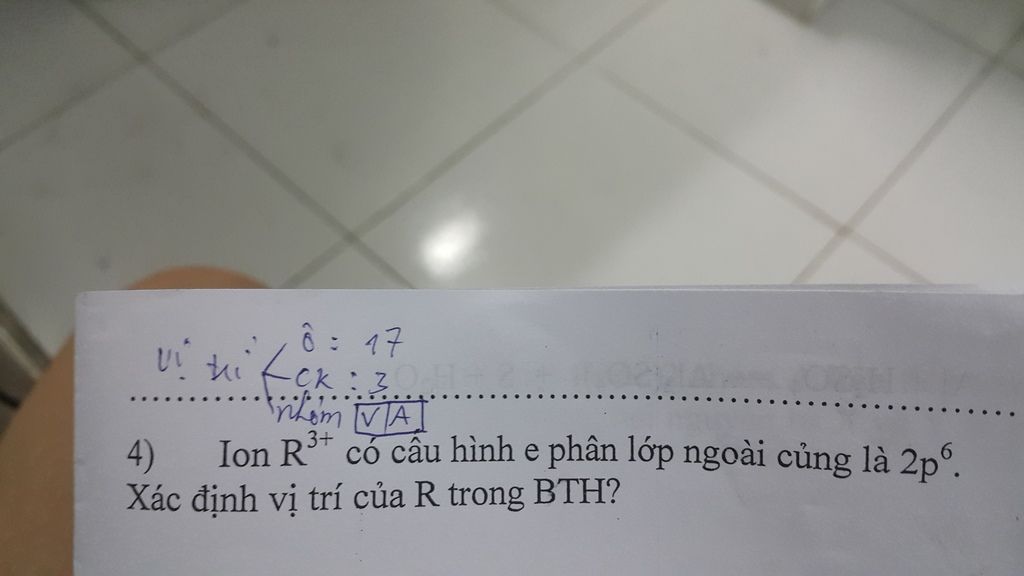 Vị trí ô : 17
CK : 3
nhóm VA
4) Ion R³⁺ có cấu hình e phân lớp ngoài củng là 2p⁶.
Xác định vị trí của R trong BTH?